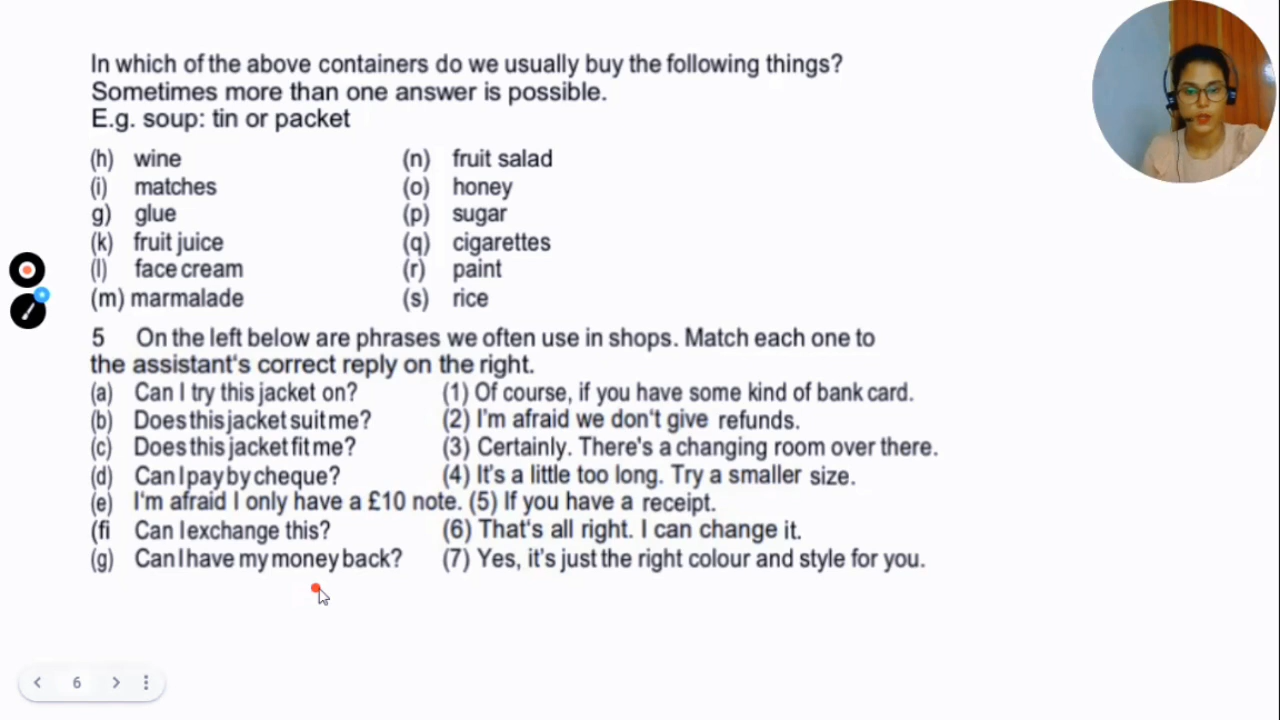 In which of the above containers do we usually buy the following things?
Sometimes more than one answer is possible.
E.g. soup: tin or packet
(h) wine
(i) matches
g) glue
(k) fruit juice
(l) face cream
(m) marmalade
(n) fruit salad
(o) honey
(p) sugar
(q) cigarettes
(r) paint
(s) rice
5 On the left below are phrases we often use in shops. Match each one to
the assistant's correct reply on the right.
(a) Can I try this jacket on? (1) Of course, if you have some kind of bank card.
(b) Does this jacket suit me? (2) I'm afraid we don't give refunds.
(c) Does this jacket fit me? (3) Certainly. There's a changing room over there.
(d) Can I pay by cheque? (4) It's a little too long. Try a smaller size.
(e) I'm afraid I only have a £10 note. (5) If you have a receipt.
(fi Can I exchange this? (6) That's all right. I can change it.
(g) Can I have my money back? (7) Yes, it's just the right colour and style for you.
6